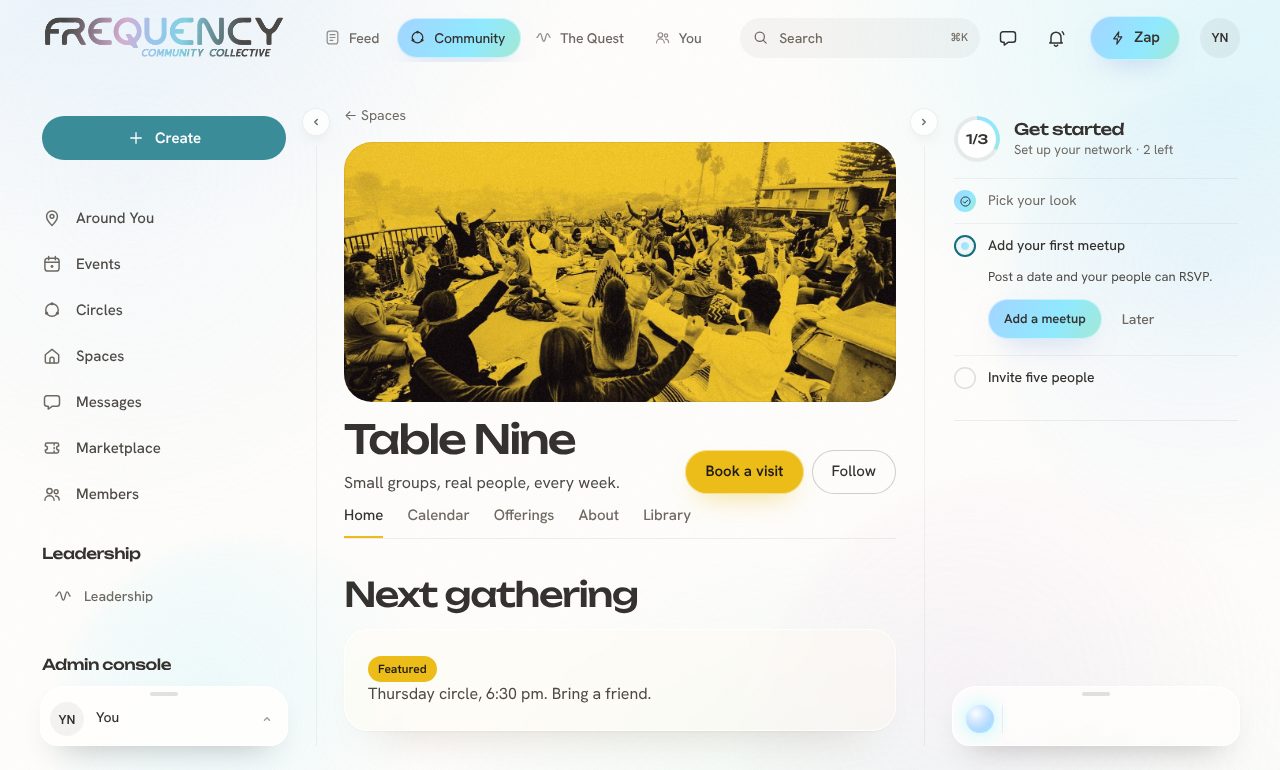 FREQUENCY
COMMUNITY COLLECTIVE
Feed
Community
The Quest
You
Search
⌘K
Zap
YN
Create
Around You
Events
Circles
Spaces
Messages
Marketplace
Members
Leadership
Leadership
Admin console
YN
You
← Spaces
Table Nine
Small groups, real people, every week.
Book a visit
Follow
Home
Calendar
Offerings
About
Library
Next gathering
Featured
Thursday circle, 6:30 pm. Bring a friend.
1/3
Get started
Set up your network · 2 left
Pick your look
Add your first meetup
Post a date and your people can RSVP.
Add a meetup
Later
Invite five people